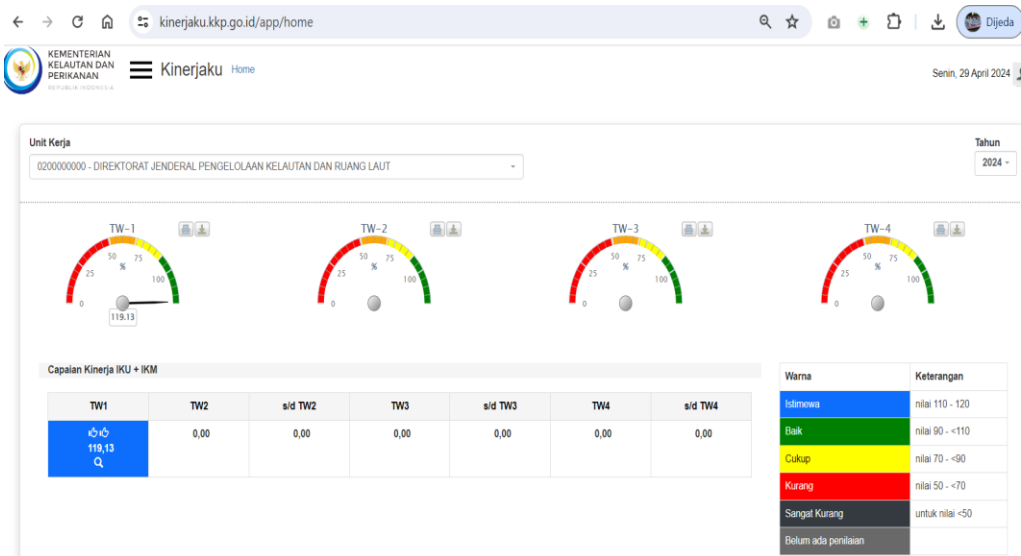 kinerjaku.kkp.go.id/app/home
Dijeda
KEMENTERIAN
KELAUTAN DAN
PERIKANAN
REPUBLIK INDONESIA
Kinerjaku Home
Senin, 29 April 2024
Unit Kerja
Tahun
0200000000 - DIREKTORAT JENDERAL PENGELOLAAN KELAUTAN DAN RUANG LAUT
2024
TW-1
0 25 50 75 100
%
119.13
TW-2
0 25 50 75 100
%
TW-3
0 25 50 75 100
%
TW-4
0 25 50 75 100
%
Capaian Kinerja IKU + IKM
TW1 TW2 s/d TW2 TW3 s/d TW3 TW4 s/d TW4
119,13 0,00 0,00 0,00 0,00 0,00 0,00
Warna Keterangan
Istimewa nilai 110 - 120
Baik nilai 90 - <110
Cukup nilai 70 - <90
Kurang nilai 50 - <70
Sangat Kurang untuk nilai <50
Belum ada penilaian